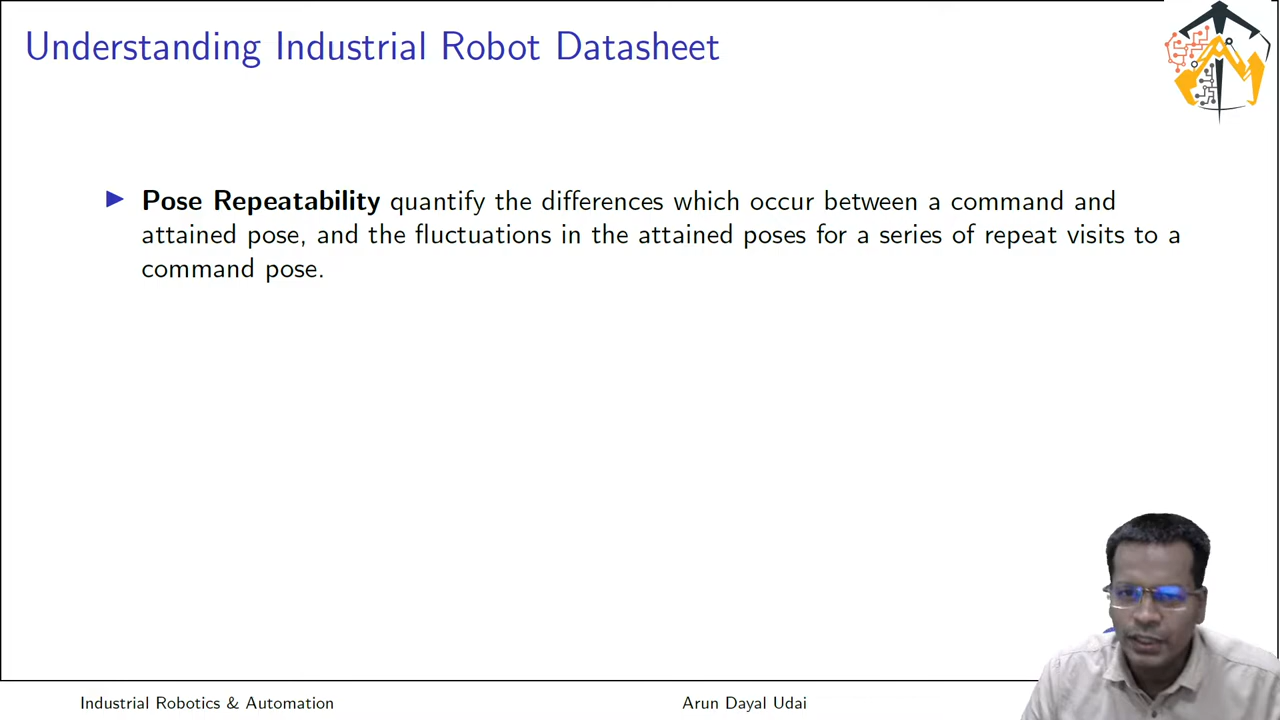 Understanding Industrial Robot Datasheet
Pose Repeatability quantify the differences which occur between a command and
attained pose, and the fluctuations in the attained poses for a series of repeat visits to a
command pose.
Industrial Robotics & Automation
Arun Dayal Udai